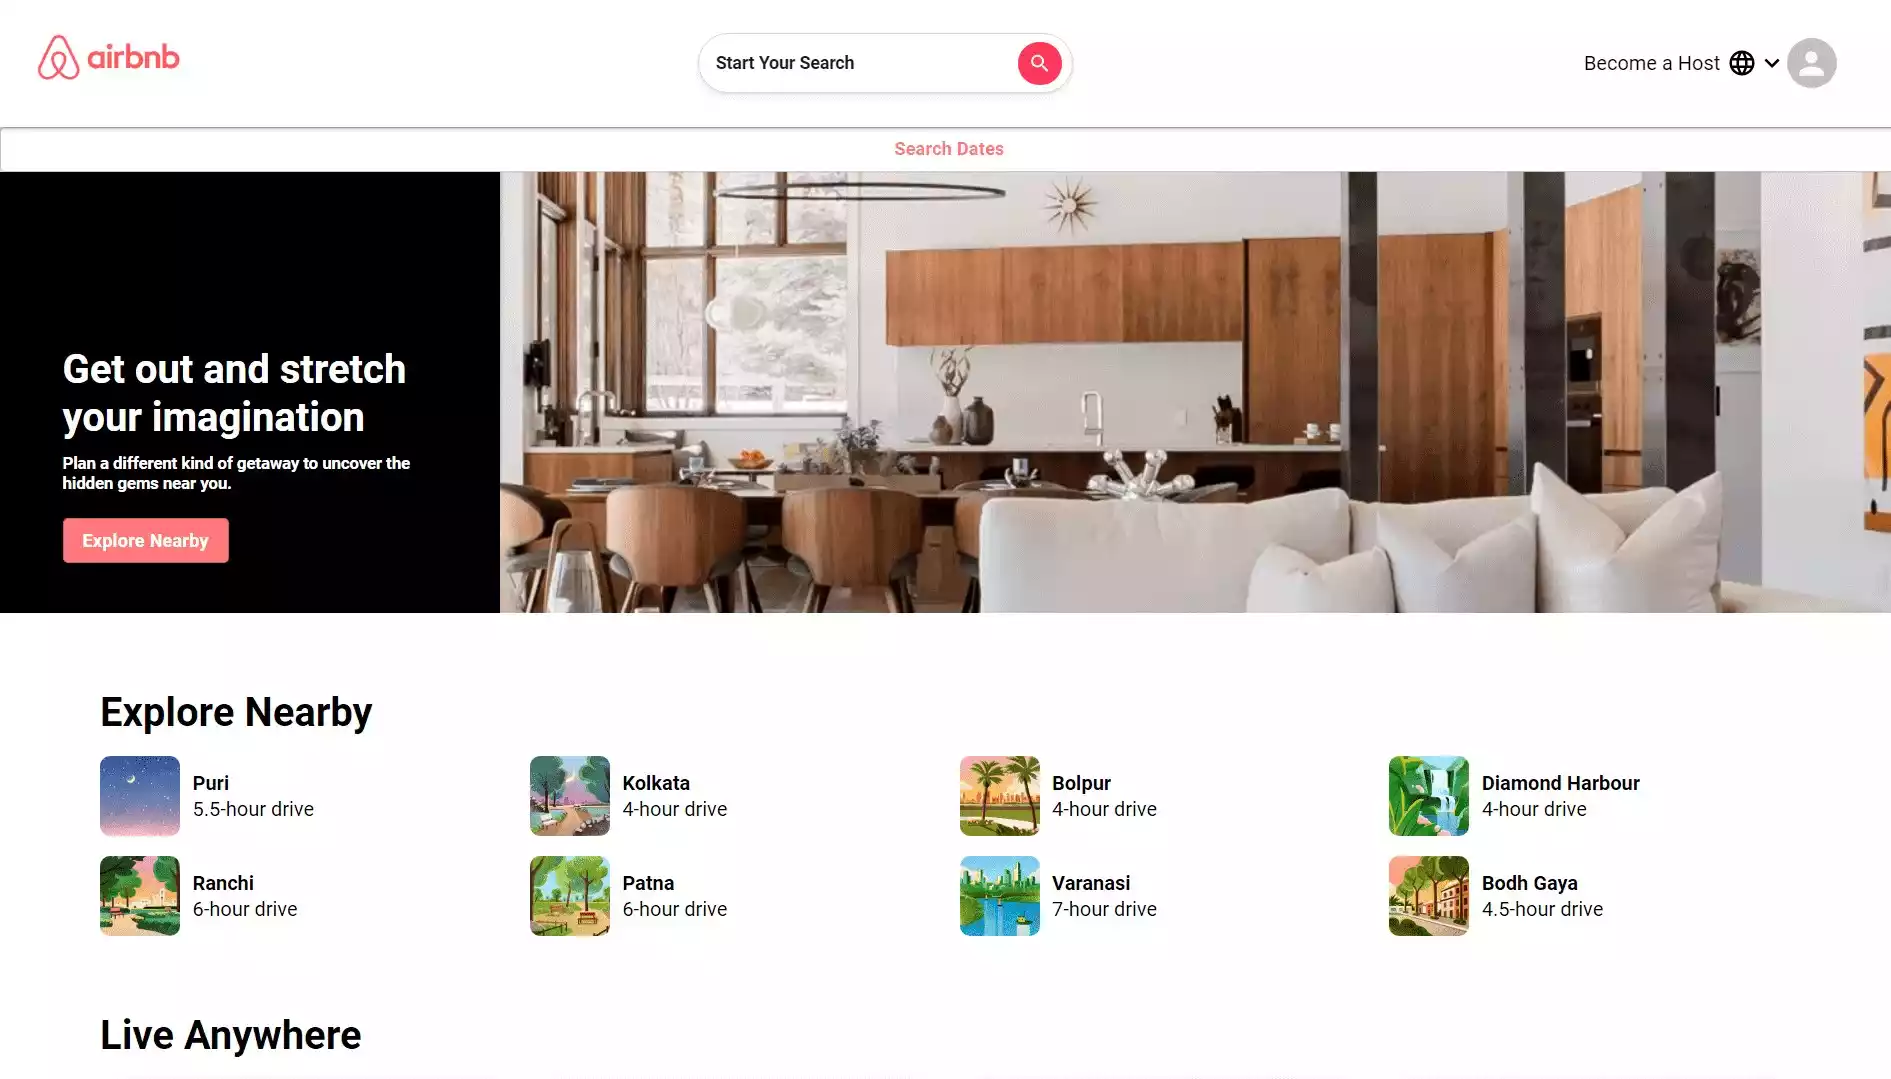 airbnb
Start Your Search
Become a Host
Search Dates
Get out and stretch
your imagination
Plan a different kind of getaway to uncover the
hidden gems near you.
Explore Nearby
Explore Nearby
Puri
5.5-hour drive
Kolkata
4-hour drive
Bolpur
4-hour drive
Diamond Harbour
4-hour drive
Ranchi
6-hour drive
Patna
6-hour drive
Varanasi
7-hour drive
Bodh Gaya
4.5-hour drive
Live Anywhere